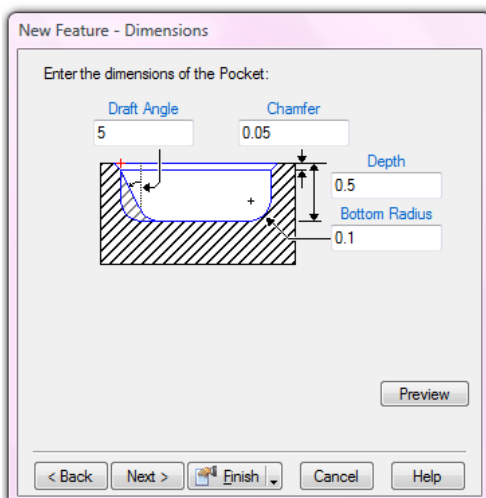 New Feature - Dimensions
Enter the dimensions of the Pocket:
Draft Angle Chamfer
5 0.05
Depth
0.5
Bottom Radius
0.1
Preview
< Back Next > Finish Cancel Help